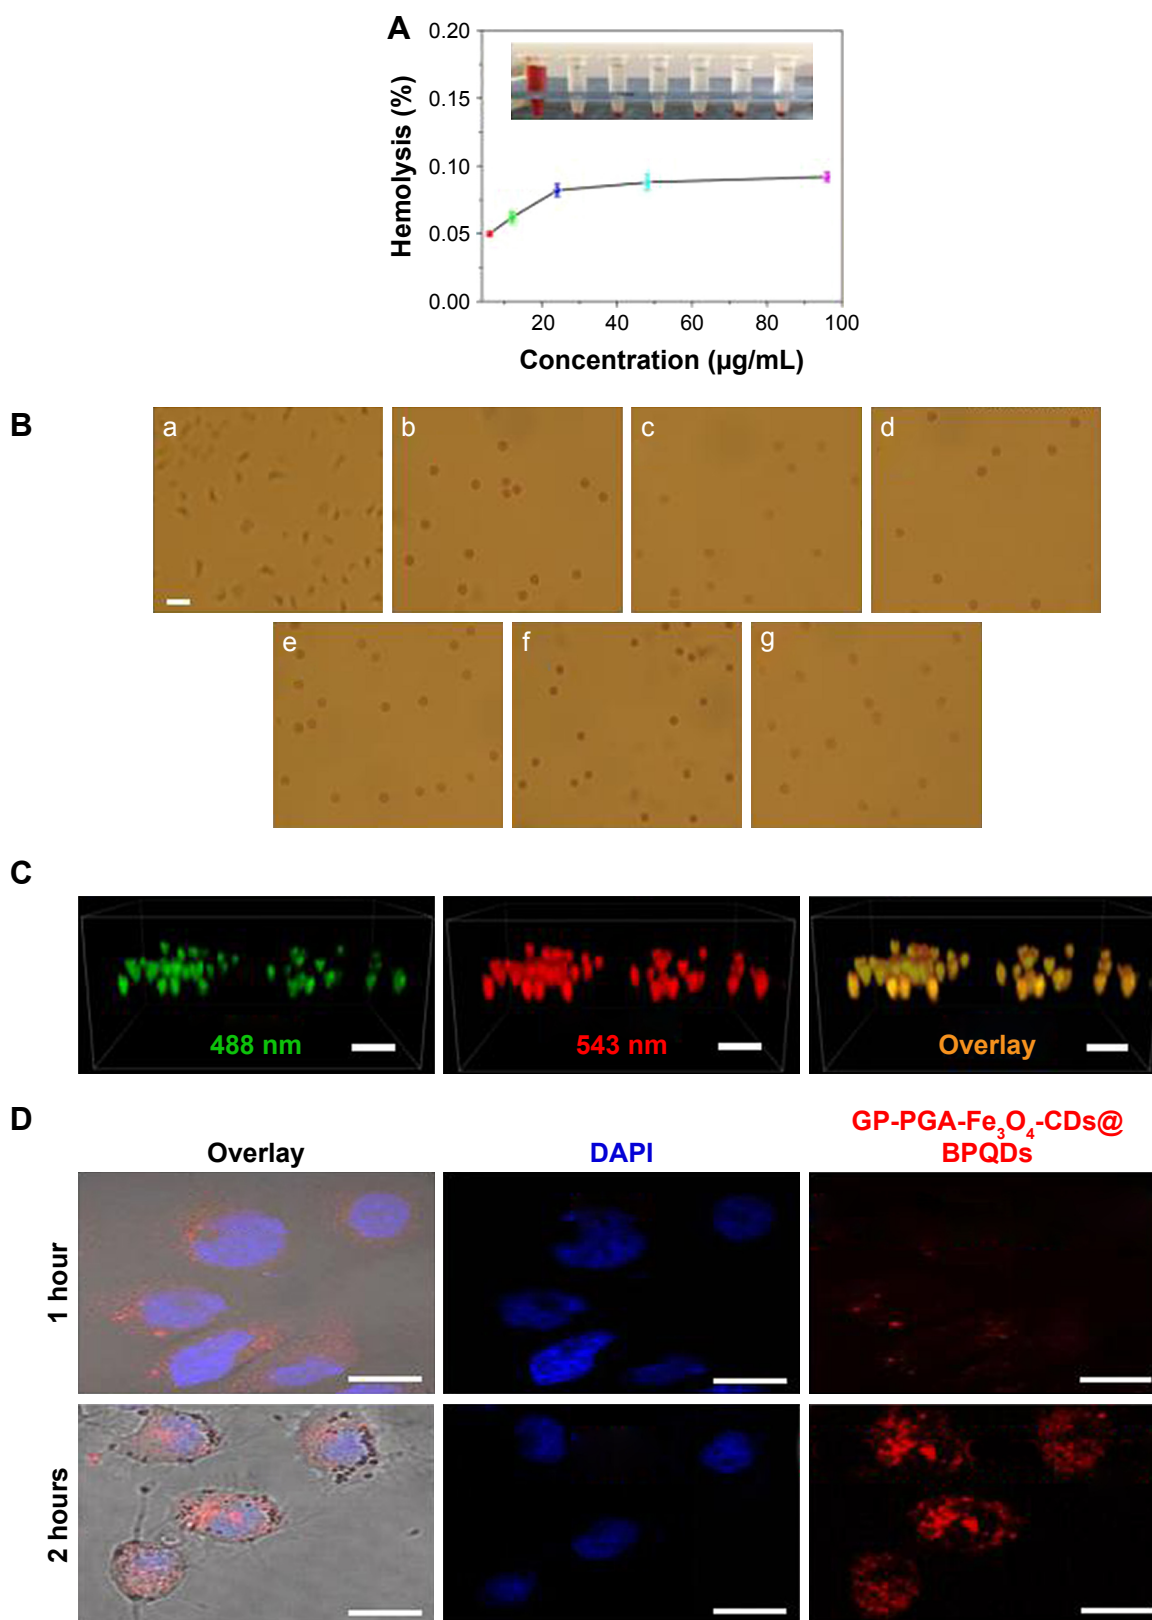 A
0.20
0.15
0.10
0.05
0.00
Hemolysis (%)
20 40 60 80 100
Concentration (µg/mL)
B
a b c d
e f g
C
488 nm 543 nm Overlay
D
GP-PGA-Fe₃O₄-CDs@
Overlay DAPI BPQDs
1 hour
2 hours